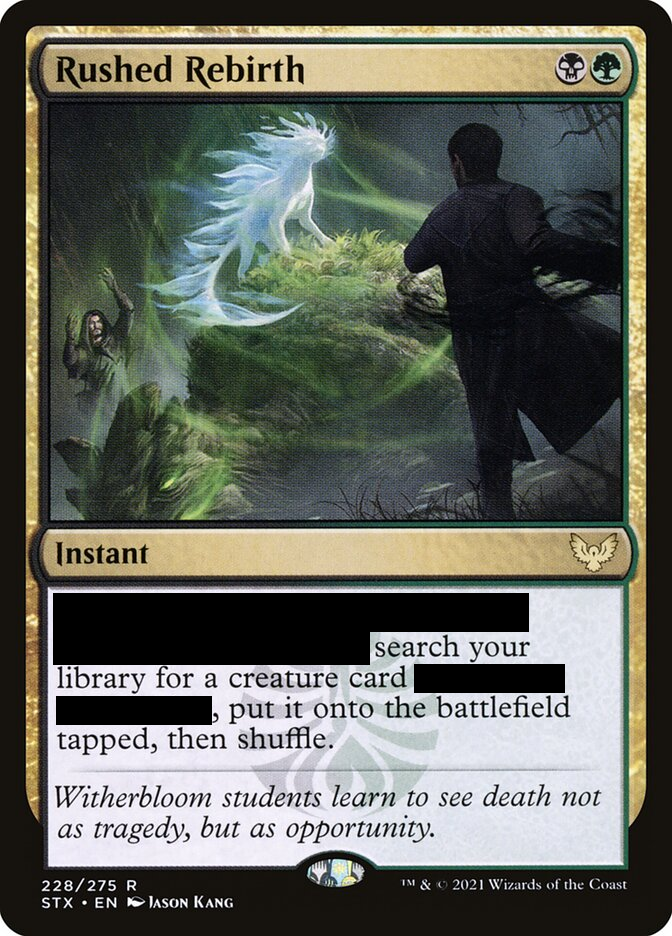 Rushed Rebirth
Instant
search your
library for a creature card
, put it onto the battlefield
tapped, then shuffle.
Witherbloom students learn to see death not
as tragedy, but as opportunity.
228/275 R
STX • EN Jason Kang
™ & © 2021 Wizards of the Coast